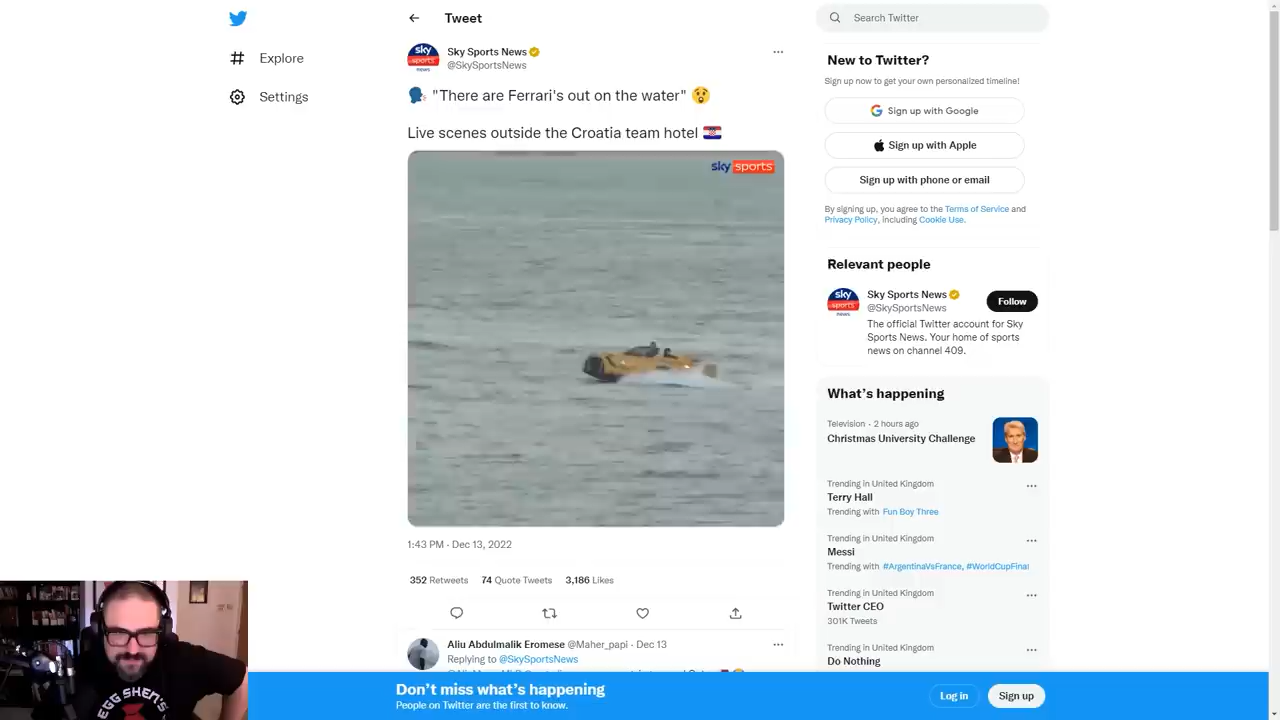 Explore
Settings
Tweet
Sky Sports News
@SkySportsNews
"There are Ferrari's out on the water"
Live scenes outside the Croatia team hotel
sky sports
1:43 PM · Dec 13, 2022
352 Retweets 74 Quote Tweets 3,186 Likes
Aliu Abdulmalik Eromese @Maher_papi · Dec 13
Replying to @SkySportsNews
Search Twitter
New to Twitter?
Sign up now to get your own personalized timeline!
Sign up with Google
Sign up with Apple
Sign up with phone or email
By signing up, you agree to the Terms of Service and
Privacy Policy, including Cookie Use.
Relevant people
sky
sports
news
Sky Sports News
@SkySportsNews
Follow
The official Twitter account for Sky
Sports News. Your home of sports
news on channel 409.
What's happening
Television · 2 hours ago
Christmas University Challenge
Trending in United Kingdom
Terry Hall
Trending with Fun Boy Three
Trending in United Kingdom
Messi
Trending with #ArgentinaVsFrance, #WorldCupFinal
Trending in United Kingdom
Twitter CEO
301K Tweets
Trending in United Kingdom
Do Nothing
EGG SHEN'S
Don't miss what's happening
People on Twitter are the first to know.
Log in
Sign up